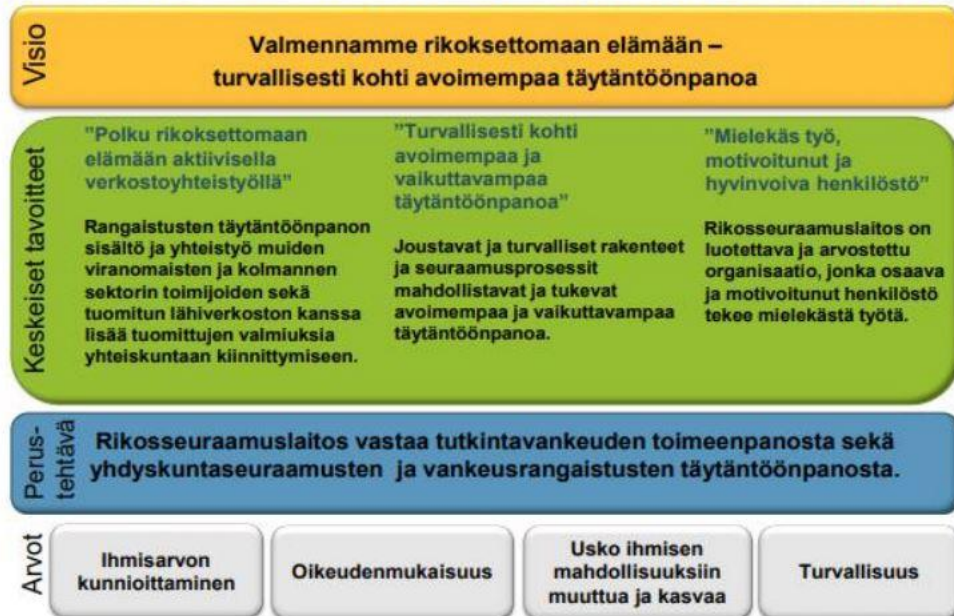 Visio
Valmennamme rikoksettomaan elämään –
turvallisesti kohti avoimempaa täytäntöönpanoa
Keskeiset tavoitteet
”Polku rikoksettomaan
elämään aktiivisella
verkostoyhteistyöllä”
Rangaistusten täytäntöönpanon
sisältö ja yhteistyö muiden
viranomaisten ja kolmannen
sektorin toimijoiden sekä
tuomitun lähiverkoston kanssa
lisää tuomittujen valmiuksia
yhteiskuntaan kiinnittymiseen.
”Turvallisesti kohti
avoimempaa ja
vaikuttavampaa
täytäntöönpanoa”
Joustavat ja turvalliset rakenteet
ja seuraamusprosessit
mahdollistavat ja tukevat
avoimempaa ja vaikuttavampaa
täytäntöönpanoa.
”Mielekäs työ,
motivoitunut ja
hyvinvoiva henkilöstö”
Rikosseuraamuslaitos on
luotettava ja arvostettu
organisaatio, jonka osaava
ja motivoitunut henkilöstö
tekee mielekästä työtä.
Perus-
tehtävä
Rikosseuraamuslaitos vastaa tutkintavankeuden toimeenpanosta sekä
yhdyskuntaseuraamusten ja vankeusrangaistusten täytäntöönpanosta.
Arvot
Ihmisarvon
kunnioittaminen
Oikeudenmukaisuus
Usko ihmisen
mahdollisuuksiin
muuttua ja kasvaa
Turvallisuus